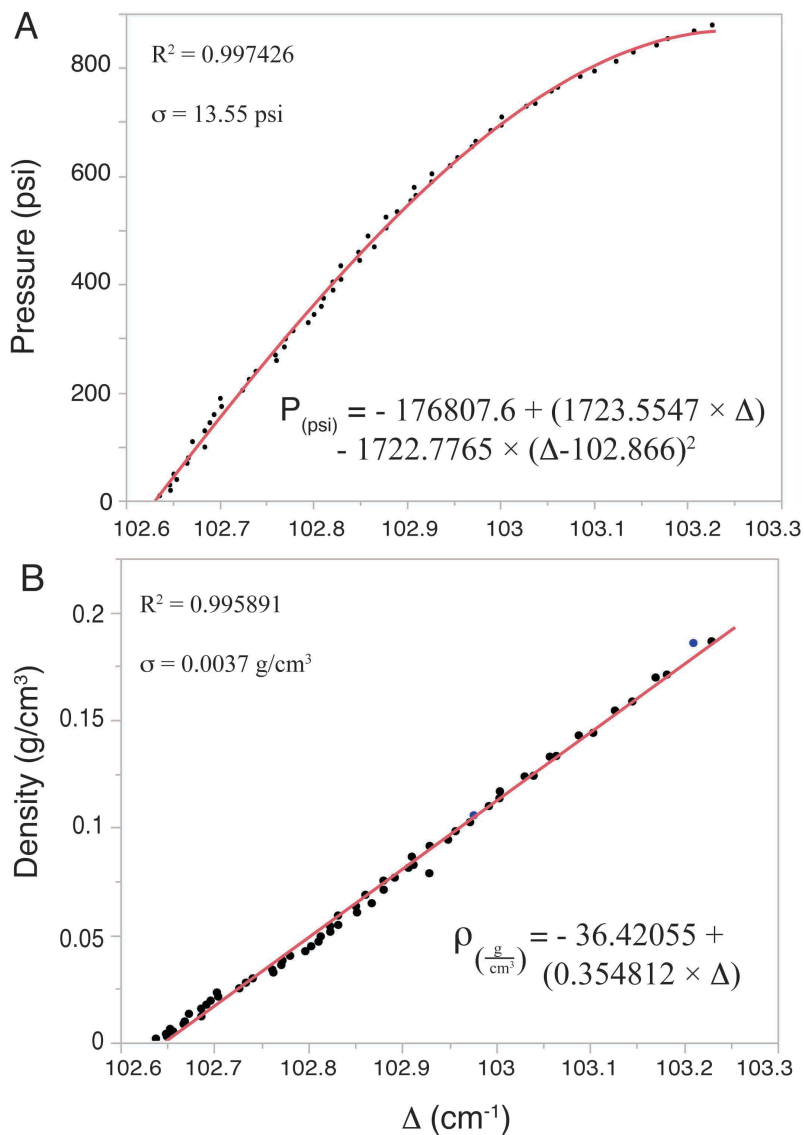 A
R² = 0.997426
σ = 13.55 psi
800
600
400
200
0
Pressure (psi)
P(psi) = - 176807.6 + (1723.5547 × Δ)
- 1722.7765 × (Δ-102.866)²
102.6 102.7 102.8 102.9 103 103.1 103.2 103.3
B
R² = 0.995891
σ = 0.0037 g/cm³
0.2
0.15
0.1
0.05
0
Density (g/cm³)
ρ(g/cm³) = - 36.42055 +
(0.354812 × Δ)
102.6 102.7 102.8 102.9 103 103.1 103.2 103.3
Δ (cm⁻¹)